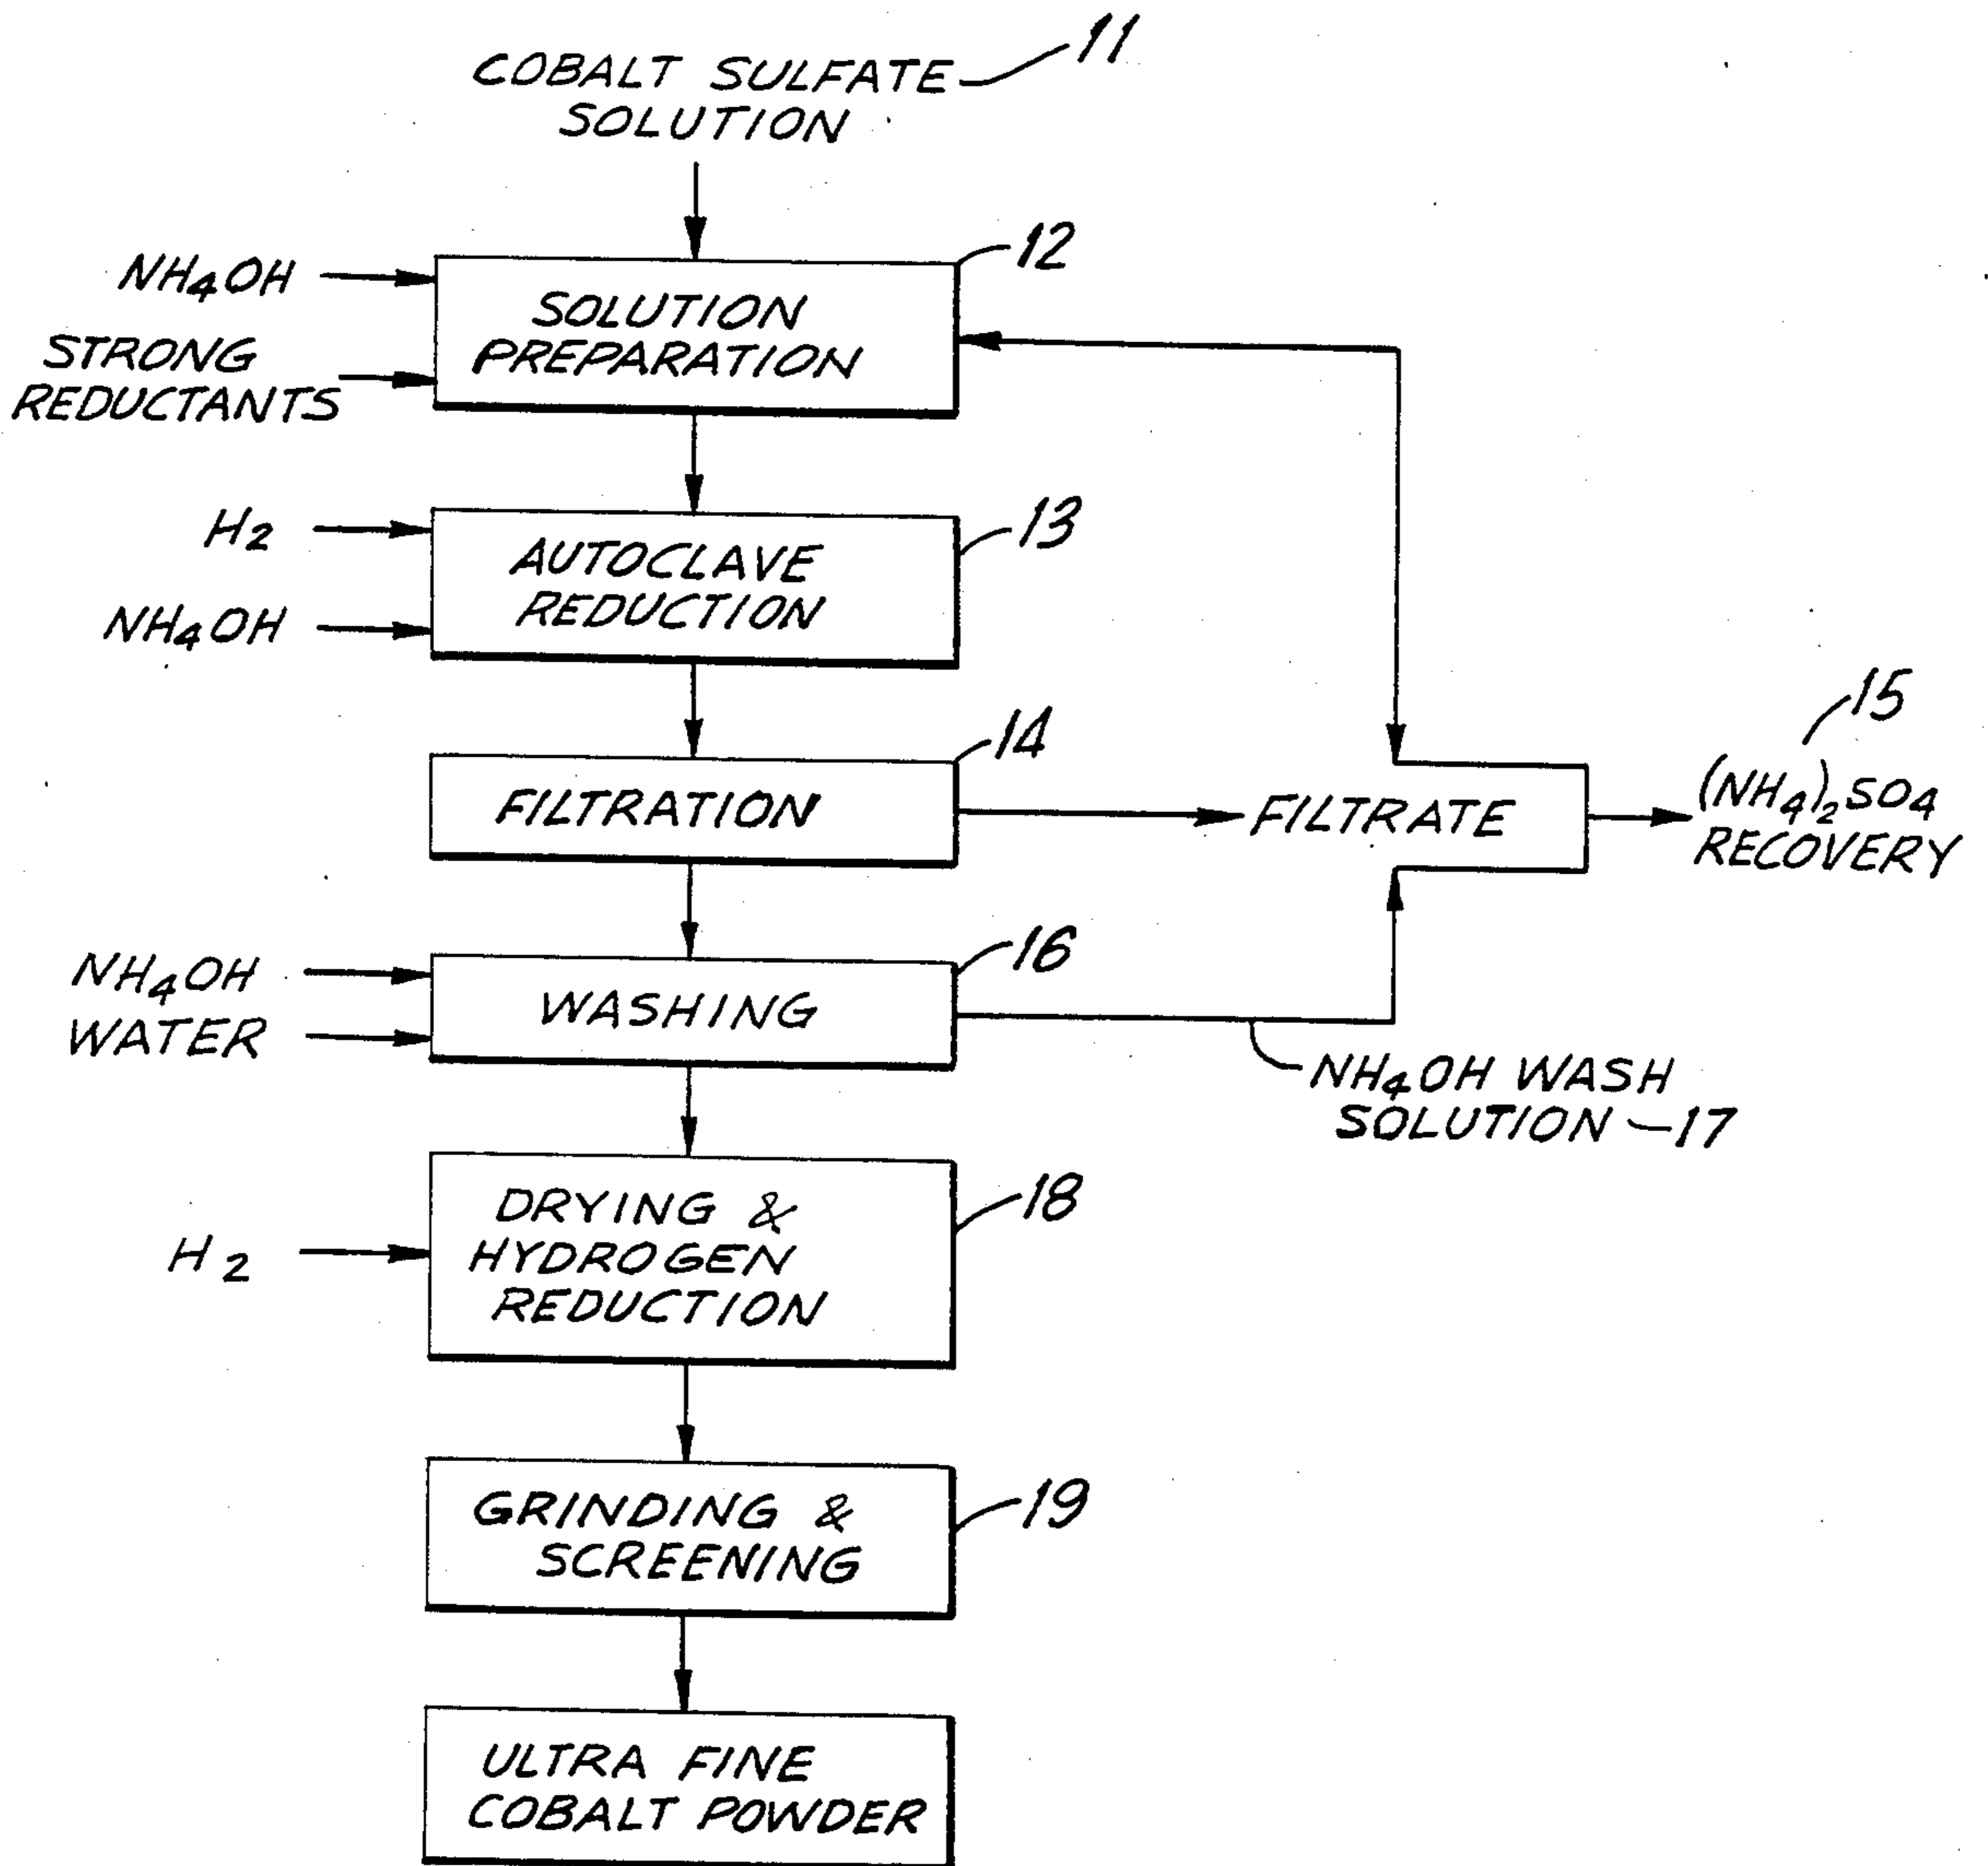 COBALT SULFATE 11
SOLUTION
NH4OH
STRONG
REDUCTANTS
12
SOLUTION
PREPARATION
H2
NH4OH
13
AUTOCLAVE
REDUCTION
14
FILTRATION
FILTRATE
15
(NH4)2SO4
RECOVERY
NH4OH
WATER
16
WASHING
NH4OH WASH
SOLUTION 17
H2
18
DRYING &
HYDROGEN
REDUCTION
19
GRINDING &
SCREENING
ULTRA FINE
COBALT POWDER